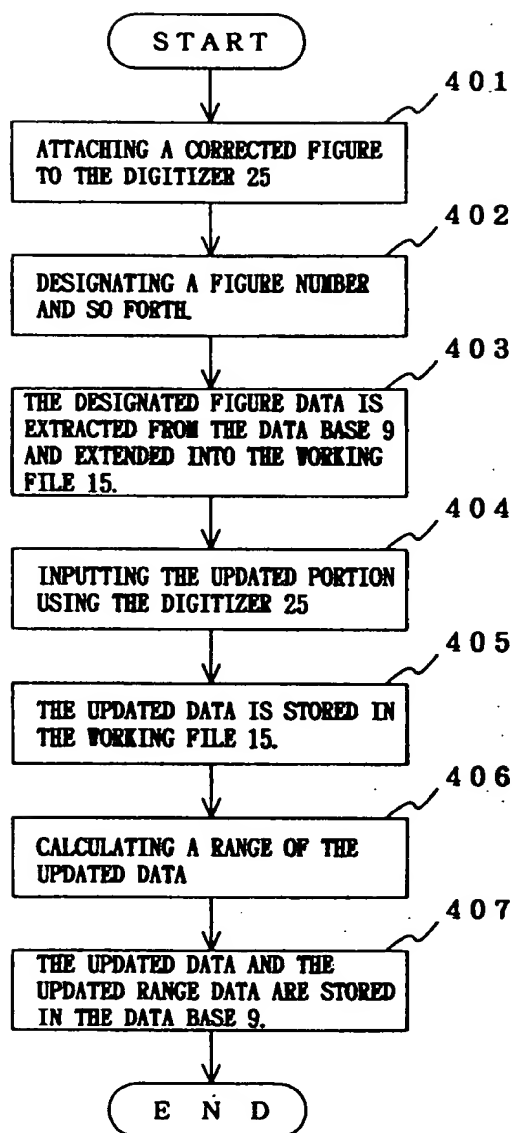 START
401
ATTACHING A CORRECTED FIGURE
TO THE DIGITIZER 25
402
DESIGNATING A FIGURE NUMBER
AND SO FORTH.
403
THE DESIGNATED FIGURE DATA IS
EXTRACTED FROM THE DATA BASE 9
AND EXTENDED INTO THE WORKING
FILE 15.
404
INPUTTING THE UPDATED PORTION
USING THE DIGITIZER 25
405
THE UPDATED DATA IS STORED IN
THE WORKING FILE 15.
406
CALCULATING A RANGE OF THE
UPDATED DATA
407
THE UPDATED DATA AND THE
UPDATED RANGE DATA ARE STORED
IN THE DATA BASE 9.
END